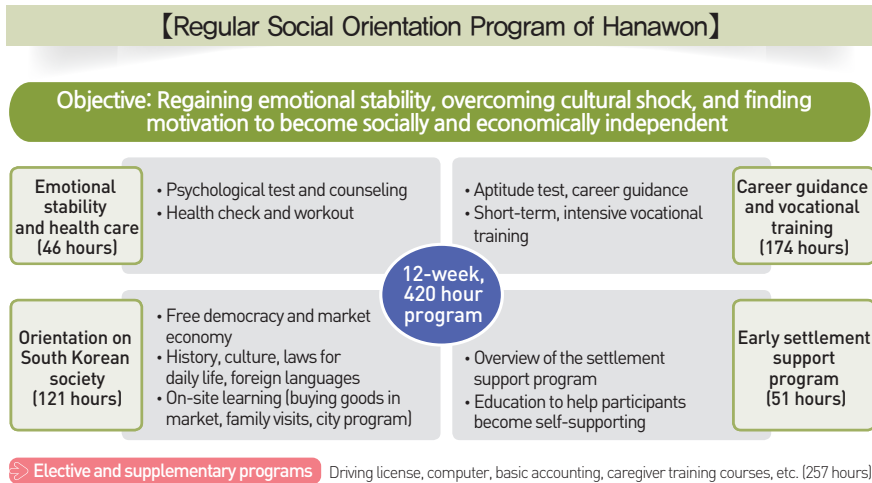 【Regular Social Orientation Program of Hanawon】
Objective: Regaining emotional stability, overcoming cultural shock, and finding
motivation to become socially and economically independent
Emotional
stability
and health care
(46 hours)
• Psychological test and counseling
• Health check and workout
• Aptitude test, career guidance
• Short-term, intensive vocational
training
Career guidance
and vocational
training
(174 hours)
12-week,
420 hour
program
Orientation on
South Korean
society
(121 hours)
• Free democracy and market
economy
• History, culture, laws for
daily life, foreign languages
• On-site learning (buying goods in
market, family visits, city program)
• Overview of the settlement
support program
• Education to help participants
become self-supporting
Early settlement
support
program
(51 hours)
Elective and supplementary programs Driving license, computer, basic accounting, caregiver training courses, etc. (257 hours)